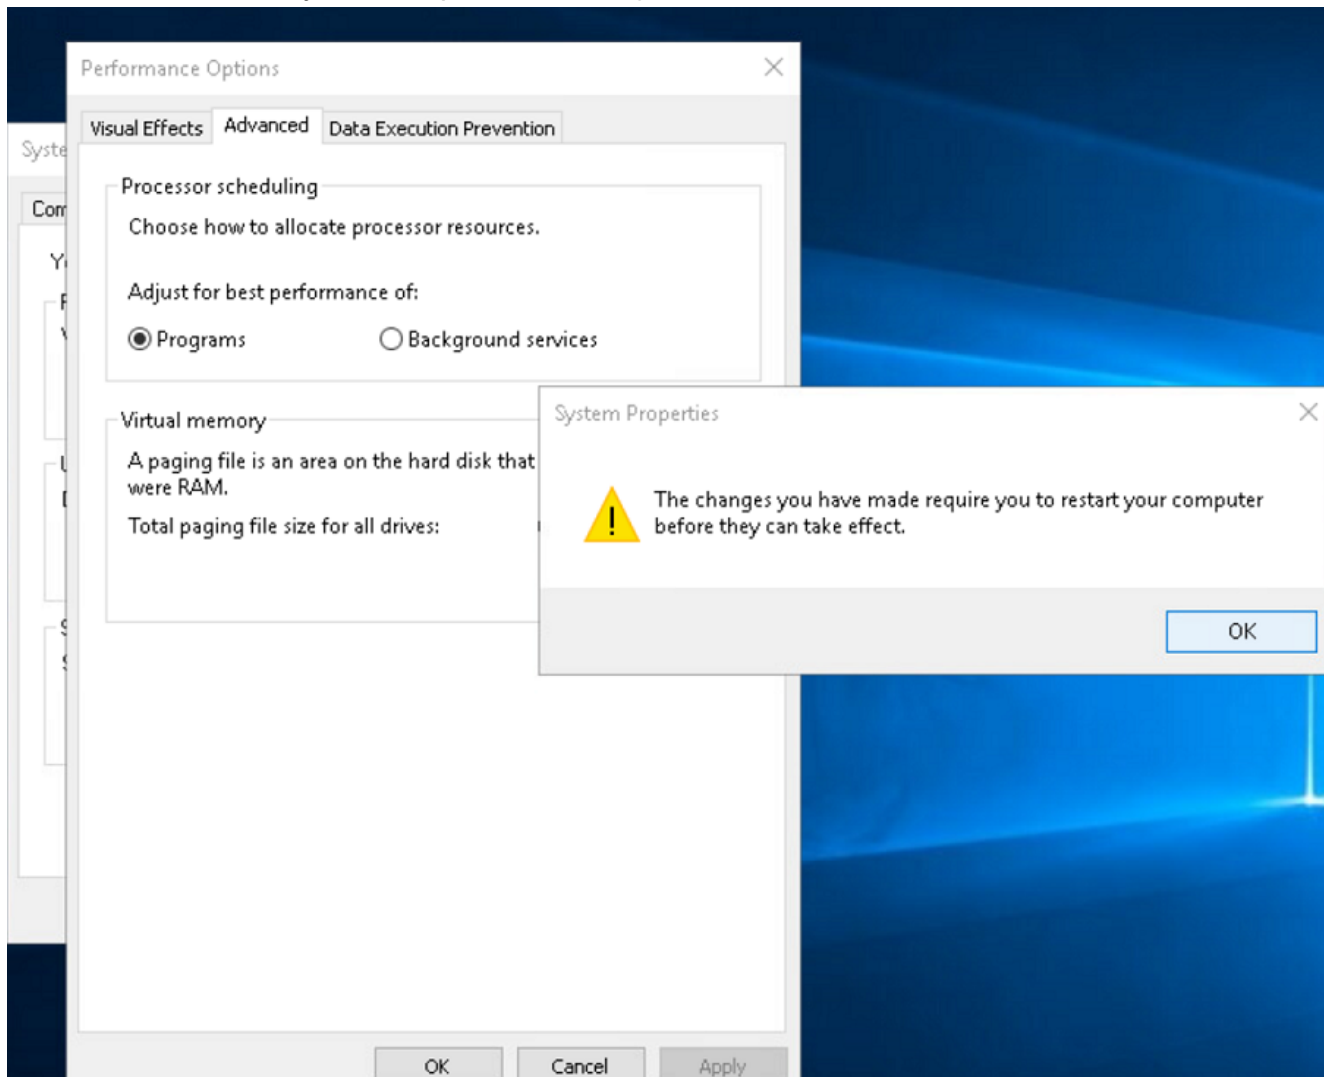 Performance Options
Visual Effects Advanced Data Execution Prevention
Syste
Processor scheduling
Com
Choose how to allocate processor resources.
Adjust for best performance of:
Programs Background services
System Properties
Virtual memory
A paging file is an area on the hard disk that
were RAM.
The changes you have made require you to restart your computer
before they can take effect.
Total paging file size for all drives:
OK
OK Cancel Apply